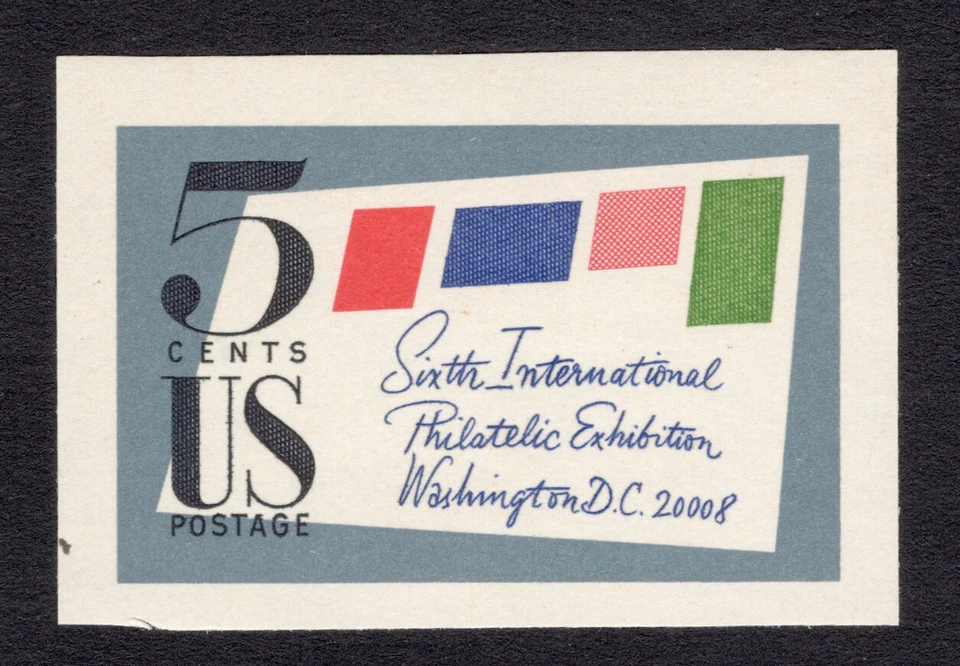 5
CENTS
US
POSTAGE
Sixth International
Philatelic Exhibition
Washington D.C. 20008